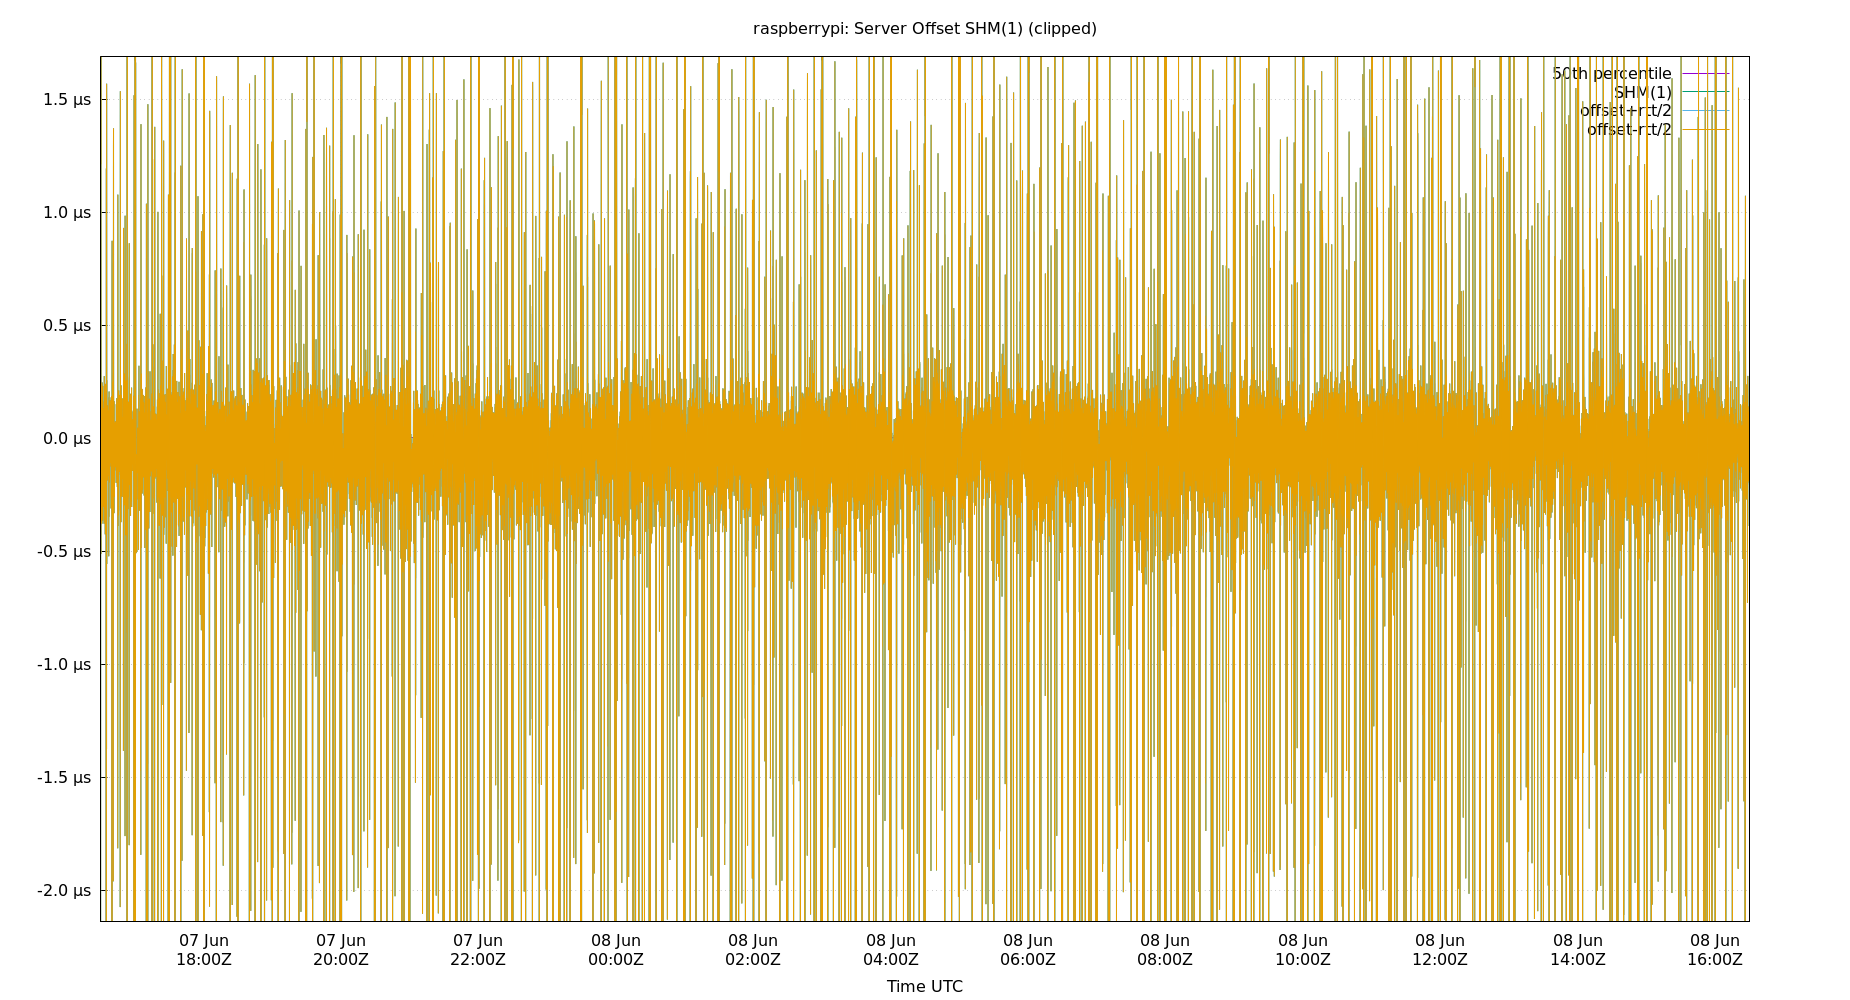 raspberrypi: Server Offset SHM(1) (clipped)
50th percentile
SHM(1)
offset+rtt/2
offset-rtt/2
1.5 µs
1.0 µs
0.5 µs
0.0 µs
-0.5 µs
-1.0 µs
-1.5 µs
-2.0 µs
07 Jun 07 Jun 07 Jun 08 Jun 08 Jun 08 Jun 08 Jun 08 Jun 08 Jun 08 Jun 08 Jun 08 Jun
18:00Z 20:00Z 22:00Z 00:00Z 02:00Z 04:00Z 06:00Z 08:00Z 10:00Z 12:00Z 14:00Z 16:00Z
Time UTC